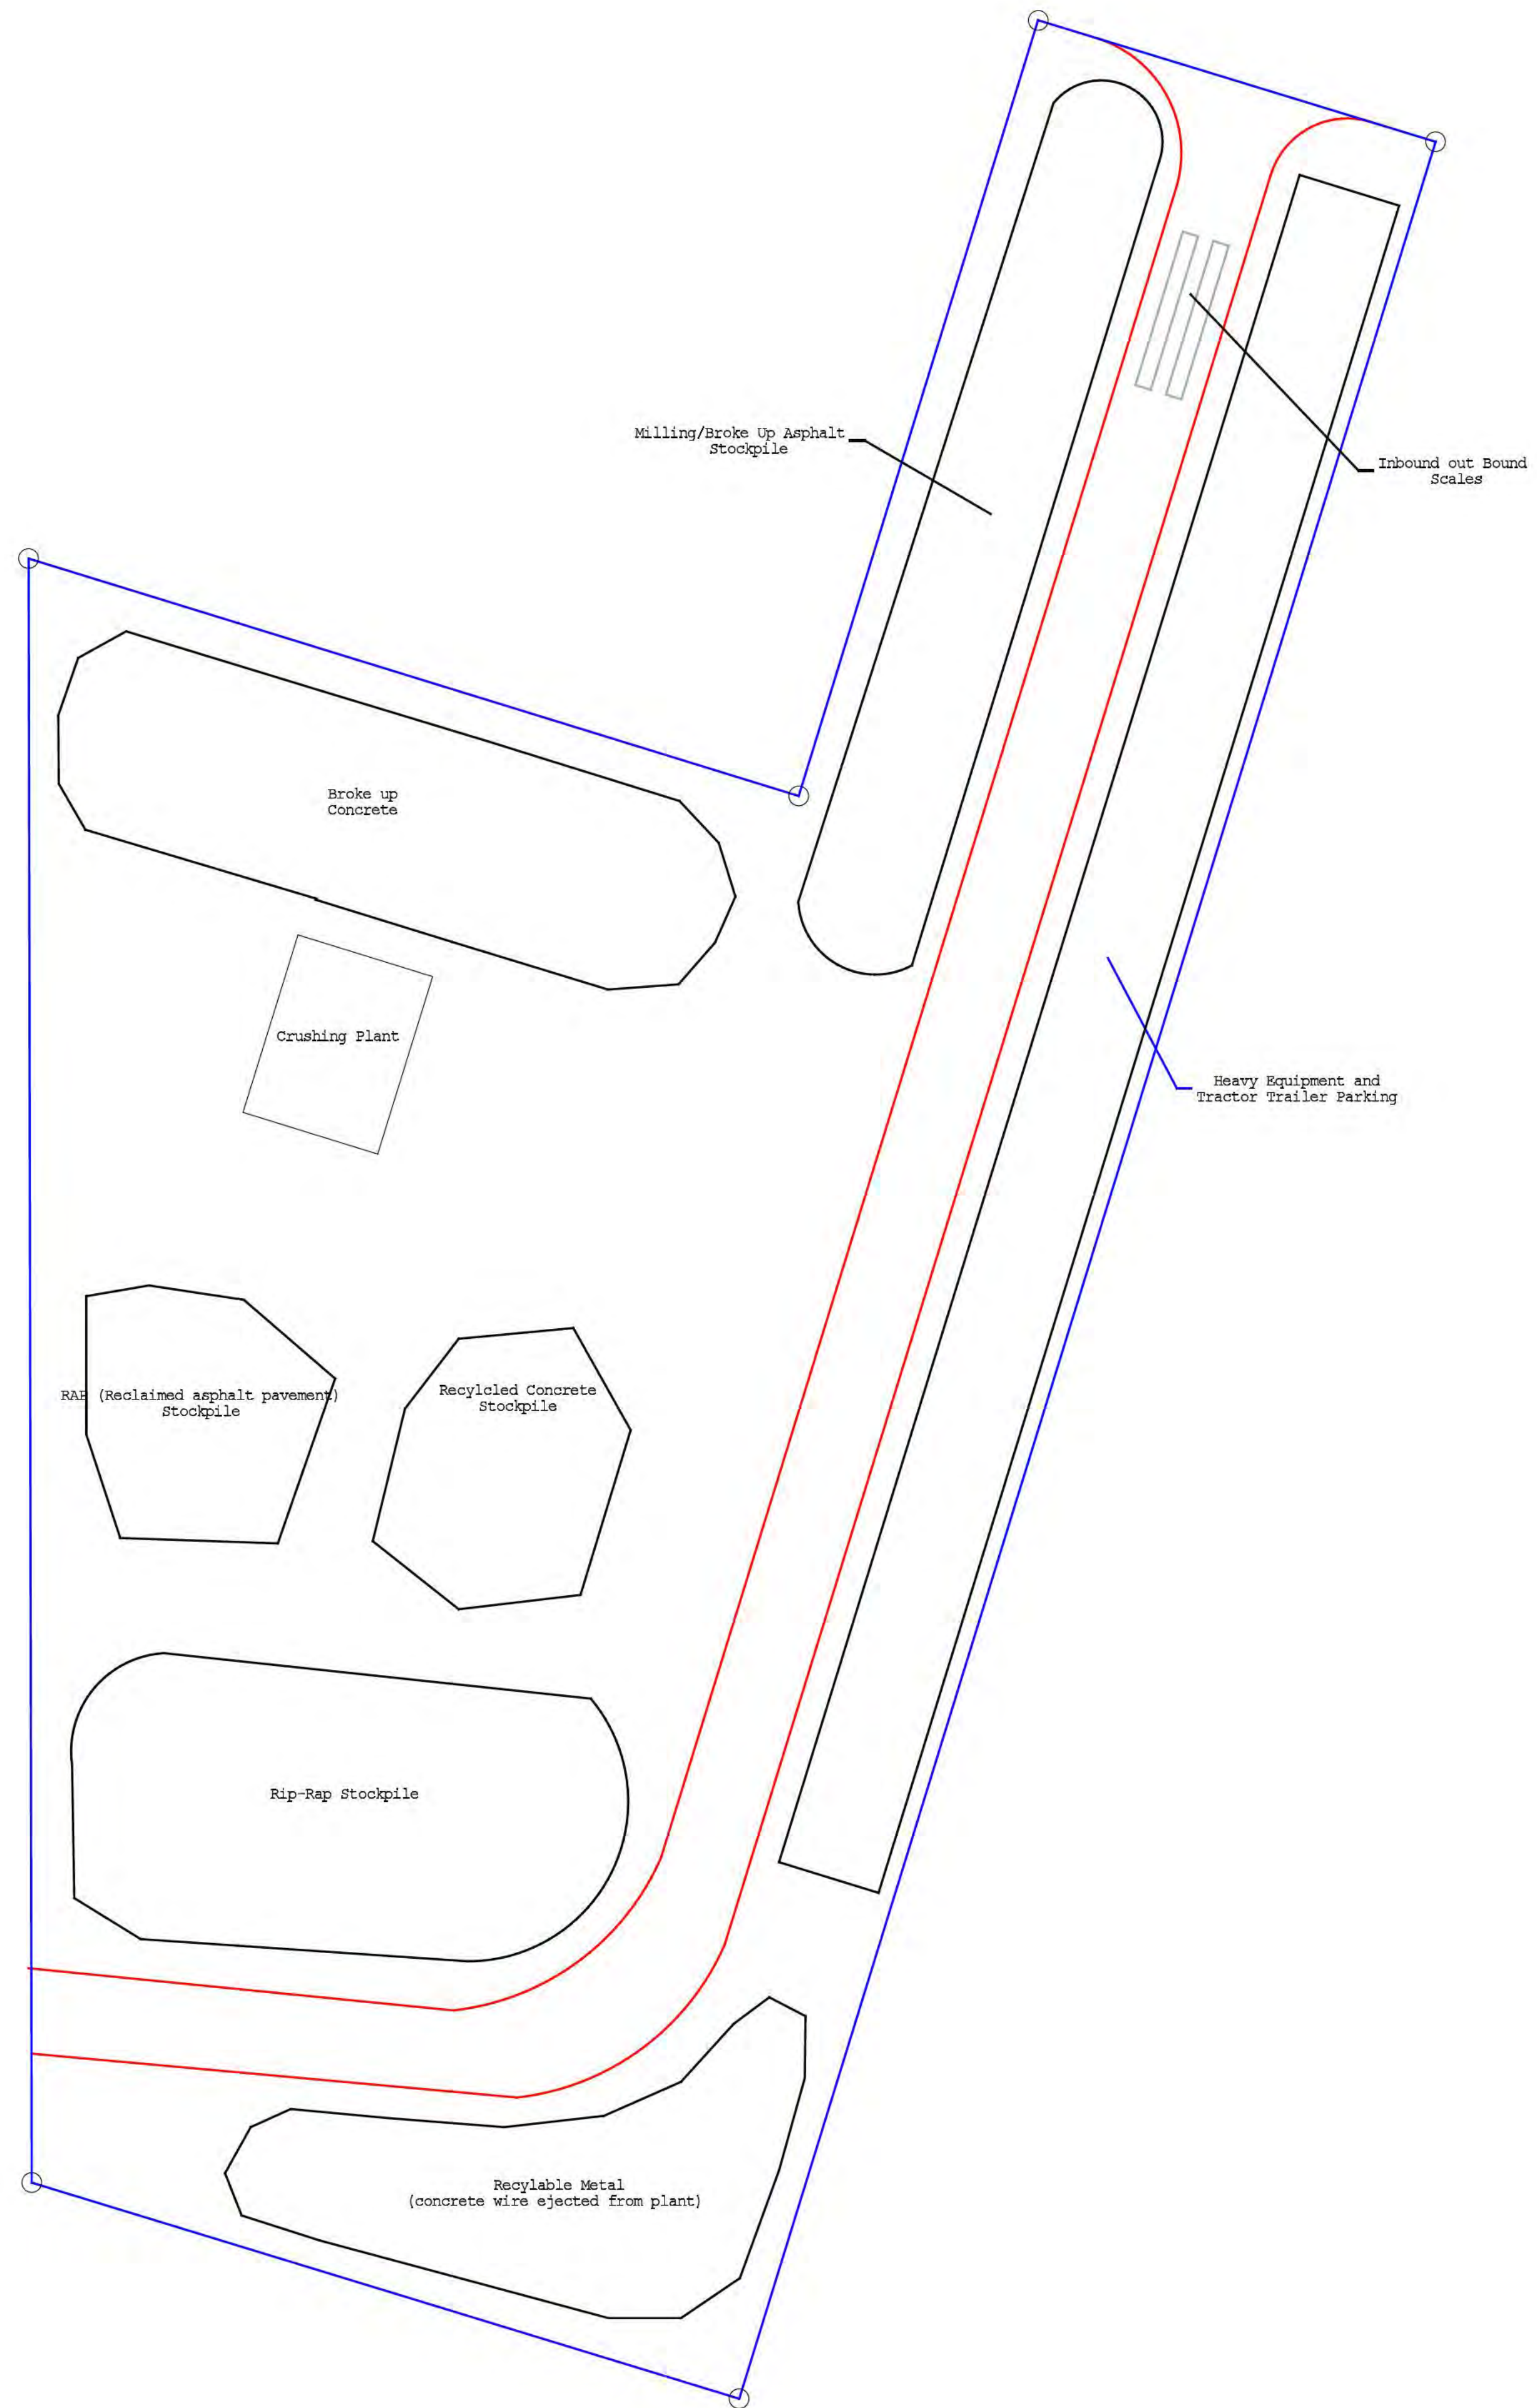 Milling/Broke Up Asphalt
Stockpile
Inbound out Bound
Scales
Broke up
Concrete
Crushing Plant
Heavy Equipment and
Tractor Trailer Parking
RAP (Reclaimed asphalt pavement)
Stockpile
Recylcled Concrete
Stockpile
Rip-Rap Stockpile
Recylable Metal
(concrete wire ejected from plant)